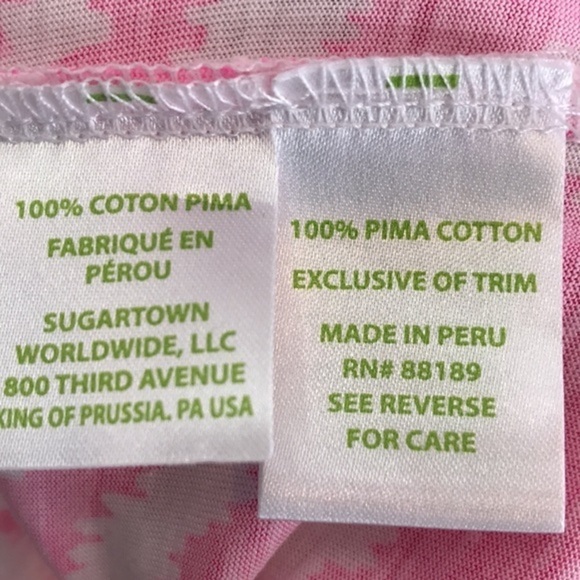 100% COTON PIMA
FABRIQUÉ EN
PÉROU
SUGARTOWN
WORLDWIDE, LLC
800 THIRD AVENUE
KING OF PRUSSIA. PA USA
100% PIMA COTTON
EXCLUSIVE OF TRIM
MADE IN PERU
RN# 88189
SEE REVERSE
FOR CARE